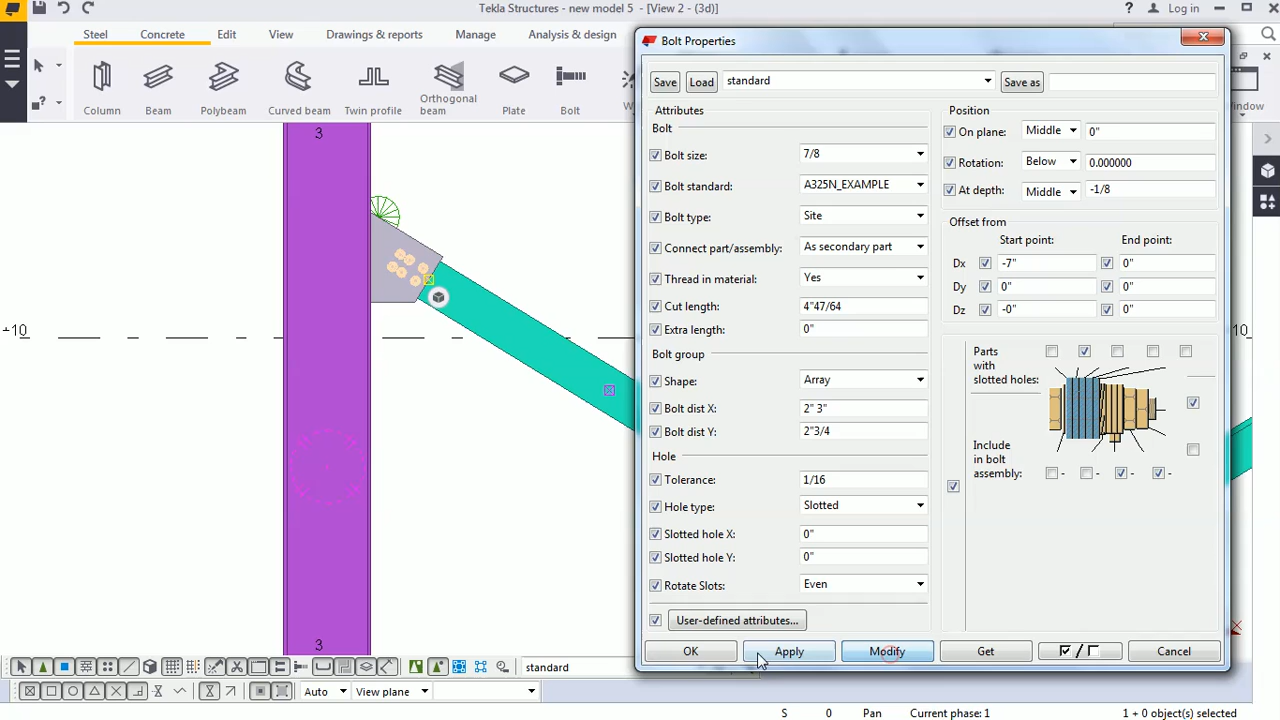 Tekla Structures - new model 5 - [View 2 - (3d)]
? Log in
Steel Concrete Edit View Drawings & reports Manage Analysis & design
Column Beam Polybeam Curved beam Twin profile Orthogonal beam Plate Bolt
Window
3
+10
3
10
Bolt Properties
Save Load standard Save as
Attributes
Bolt
Bolt size: 7/8
Bolt standard: A325N_EXAMPLE
Bolt type: Site
Connect part/assembly: As secondary part
Thread in material: Yes
Cut length: 4"47/64
Extra length: 0"
Bolt group
Shape: Array
Bolt dist X: 2" 3"
Bolt dist Y: 2"3/4
Hole
Tolerance: 1/16
Hole type: Slotted
Slotted hole X: 0"
Slotted hole Y: 0"
Rotate Slots: Even
User-defined attributes...
Position
On plane: Middle 0"
Rotation: Below 0.000000
At depth: Middle -1/8
Offset from
Start point: End point:
Dx -7" 0"
Dy 0" 0"
Dz -0" 0"
Parts
with
slotted holes:
Include
in bolt
assembly: - - - -
OK Apply Modify Get / Cancel
standard
Auto View plane
S 0 Pan Current phase: 1 1 + 0 object(s) selected